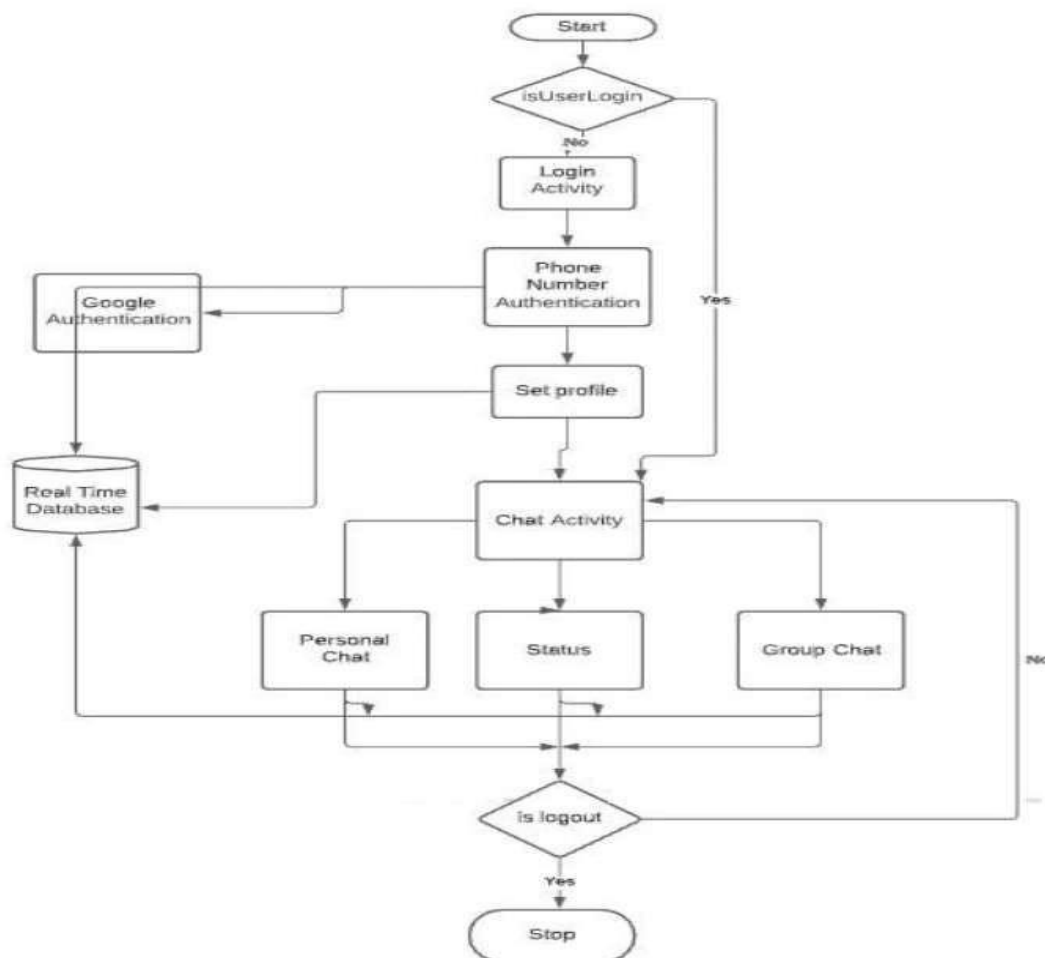 Start
isUserLogin
No
Login
Activity
Phone
Number
Authentication
Google
Authentication
Yes
Set profile
Real Time
Database
Chat Activity
Personal
Chat
Status
Group Chat
No
is logout
Yes
Stop